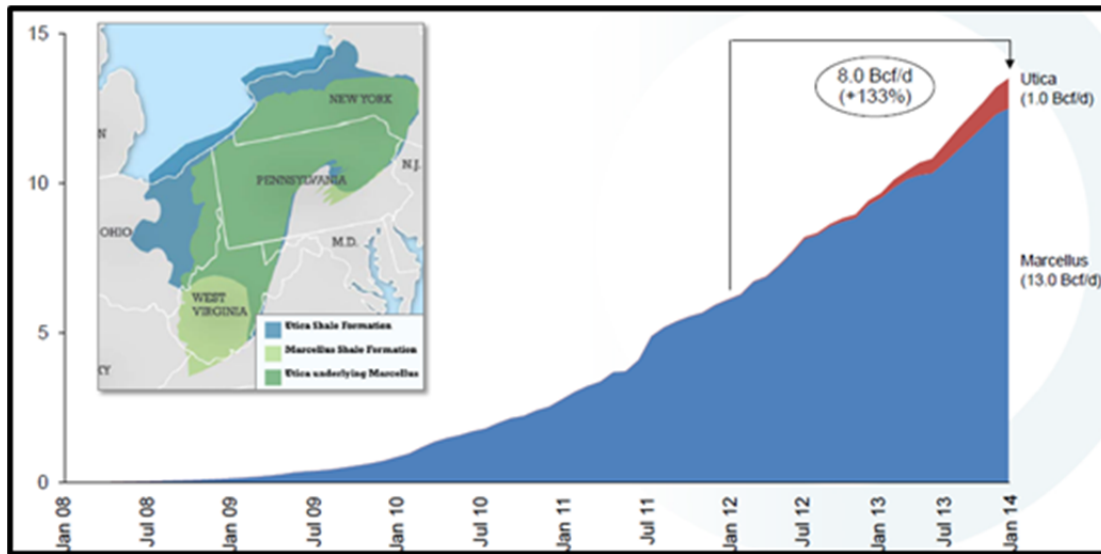 15
10
5
0
8.0 Bcf/d
(+133%)
Utica
(1.0 Bcf/d)
Marcellus
(13.0 Bcf/d)
NEW YORK
PENNSYLVANIA
N.J.
OHIO
M.D.
WEST
VIRGINIA
Utica Shale Formation
Marcellus Shale Formation
Utica underlying Marcellus
Jan 08
Jul 08
Jan 09
Jul 09
Jan 10
Jul 10
Jan 11
Jul 11
Jan 12
Jul 12
Jan 13
Jul 13
Jan 14